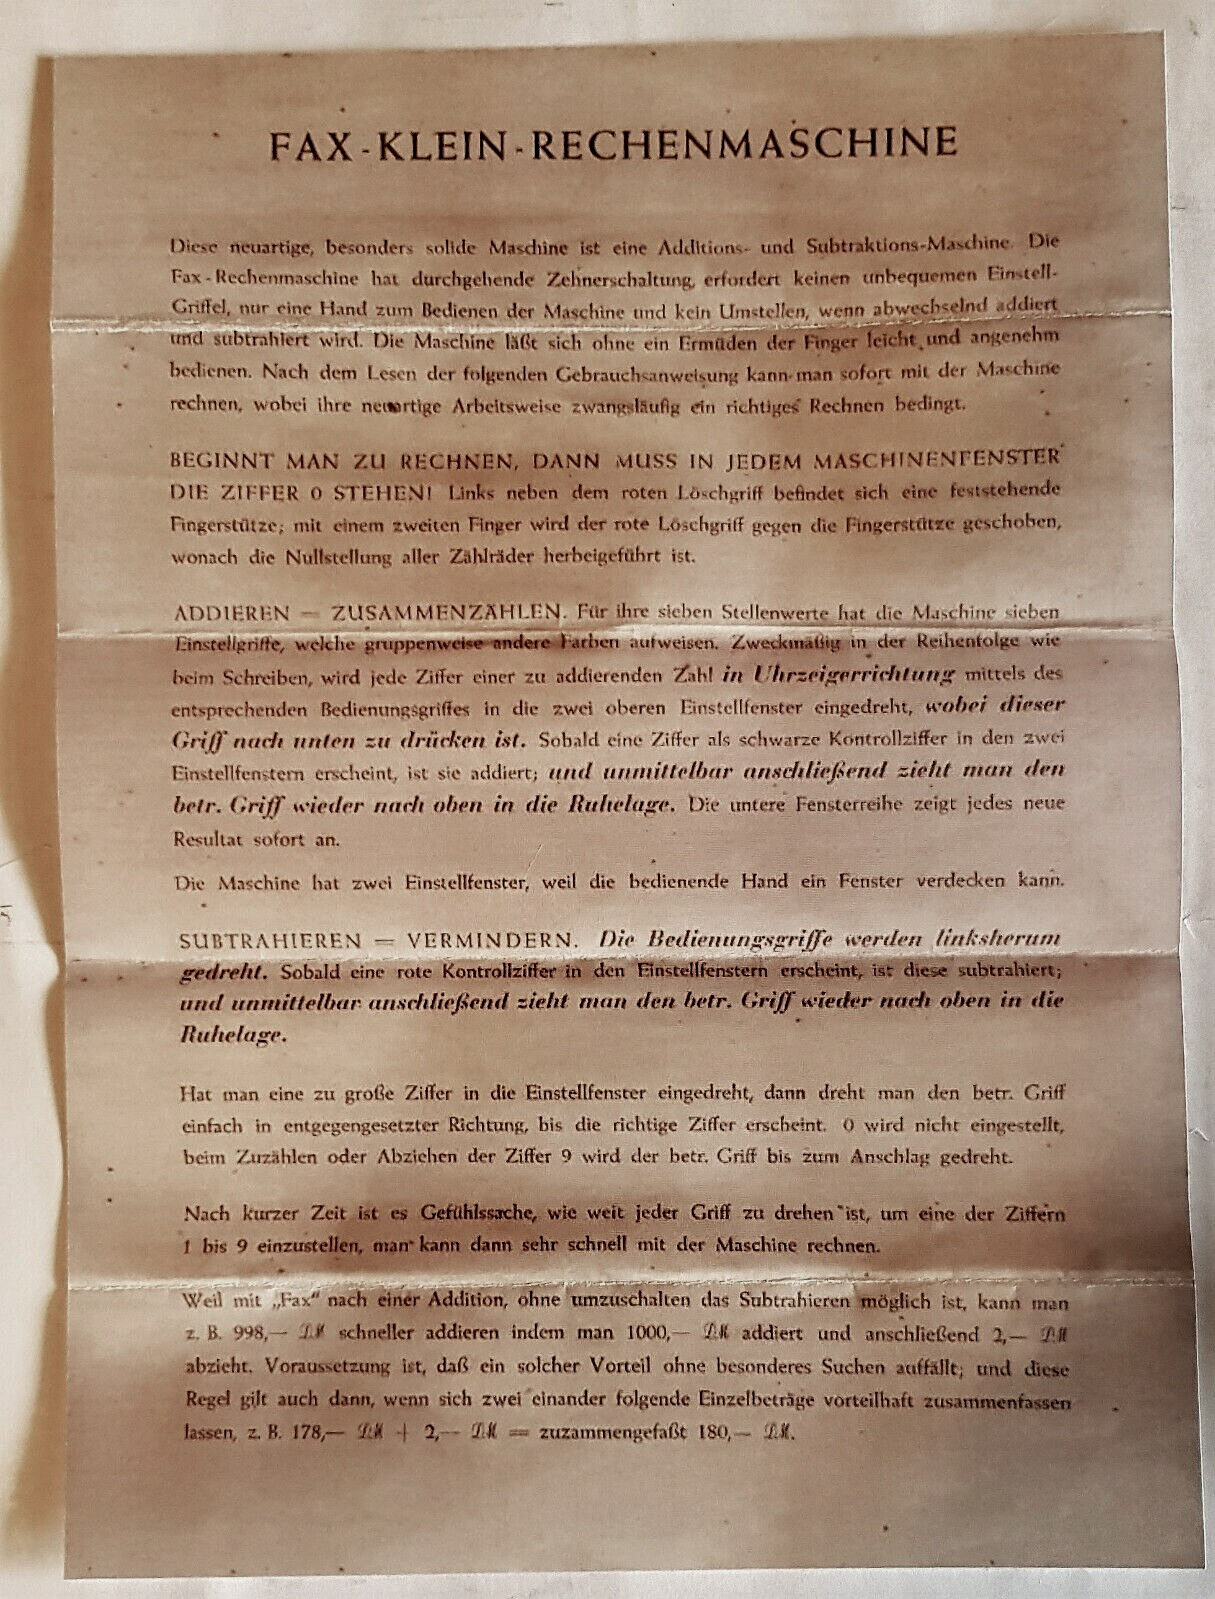 FAX-KLEIN-RECHENMASCHINE
Diese neuartige, besonders solide Maschine ist eine Additions- und Subtraktions-Maschine. Die
Fax-Rechenmaschine hat durchgehende Zehnerschaltung, erfordert keinen unbequemen Einstell-
Griffel, nur eine Hand zum Bedienen der Maschine und kein Umstellen, wenn abwechselnd addiert
und subtrahiert wird. Die Maschine läßt sich ohne ein Ermüden der Finger leicht und angenehm
bedienen. Nach dem Lesen der folgenden Gebrauchsanweisung kann man sofort mit der Maschine
rechnen, wobei ihre neuartige Arbeitsweise zwangsläufig ein richtiges Rechnen bedingt.
BEGINNT MAN ZU RECHNEN, DANN MUSS IN JEDEM MASCHINENFENSTER
DIE ZIFFER 0 STEHEN! Links neben dem roten Löschgriff befindet sich eine feststehende
Fingerstütze; mit einem zweiten Finger wird der rote Löschgriff gegen die Fingerstütze geschoben,
wonach die Nullstellung aller Zählräder herbeigeführt ist.
ADDIEREN — ZUSAMMENZÄHLEN. Für ihre sieben Stellenwerte hat die Maschine sieben
Einstellgriffe, welche gruppenweise andere Farben aufweisen. Zweckmäßig in der Reihenfolge wie
beim Schreiben, wird jede Ziffer einer zu addierenden Zahl in Uhrzeigerrichtung mittels des
entsprechenden Bedienungsgriffes in die zwei oberen Einstellfenster eingedreht, wobei dieser
Griff nach unten zu drücken ist. Sobald eine Ziffer als schwarze Kontrollziffer in den zwei
Einstellfenstern erscheint, ist sie addiert; und unmittelbar anschließend zieht man den
betr. Griff wieder nach oben in die Ruhelage. Die untere Fensterreihe zeigt jedes neue
Resultat sofort an.
Die Maschine hat zwei Einstellfenster, weil die bedienende Hand ein Fenster verdecken kann.
SUBTRAHIEREN = VERMINDERN. Die Bedienungsgriffe werden linksherum
gedreht. Sobald eine rote Kontrollziffer in den Einstellfenstern erscheint, ist diese subtrahiert;
und unmittelbar anschließend zieht man den betr. Griff wieder nach oben in die
Ruhelage.
Hat man eine zu große Ziffer in die Einstellfenster eingedreht, dann dreht man den betr. Griff
einfach in entgegengesetzter Richtung, bis die richtige Ziffer erscheint. 0 wird nicht eingestellt,
beim Zuzählen oder Abziehen der Ziffer 9 wird der betr. Griff bis zum Anschlag gedreht.
Nach kurzer Zeit ist es Gefühlssache, wie weit jeder Griff zu drehen ist, um eine der Ziffern
1 bis 9 einzustellen, man kann dann sehr schnell mit der Maschine rechnen.
Weil mit „Fax" nach einer Addition, ohne umzuschalten das Subtrahieren möglich ist, kann man
z. B. 998,— DM schneller addieren indem man 1000,— DM addiert und anschließend 2,— DM
abzieht. Voraussetzung ist, daß ein solcher Vorteil ohne besonderes Suchen auffällt; und diese
Regel gilt auch dann, wenn sich zwei einander folgende Einzelbeträge vorteilhaft zusammenfassen
lassen, z. B. 178,— DM + 2,— DM = zuzammengefaßt 180,— DM.